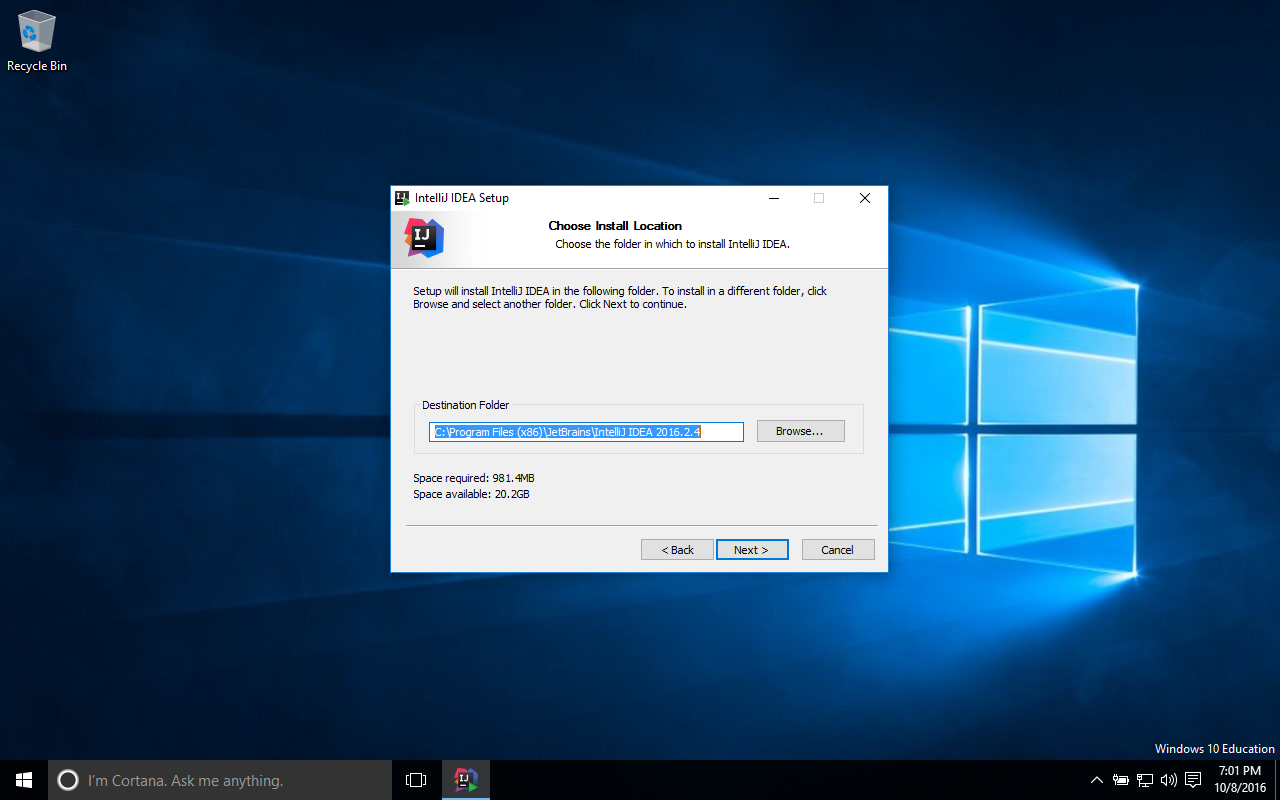 Recycle Bin
IntelliJ IDEA Setup
IJ
Choose Install Location
Choose the folder in which to install IntelliJ IDEA.
Setup will install IntelliJ IDEA in the following folder. To install in a different folder, click
Browse and select another folder. Click Next to continue.
Destination Folder
C:\Program Files (x86)\JetBrains\IntelliJ IDEA 2016.2.4
Browse...
Space required: 981.4MB
Space available: 20.2GB
< Back
Next >
Cancel
Windows 10 Education
I'm Cortana. Ask me anything.
IJ
7:01 PM
10/8/2016